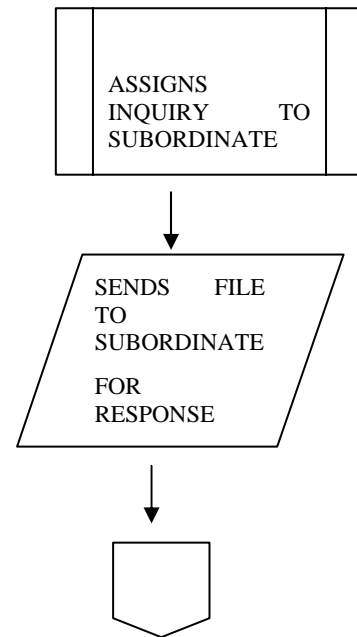 ASSIGNS
INQUIRY TO
SUBORDINATE
SENDS FILE
TO
SUBORDINATE
FOR
RESPONSE